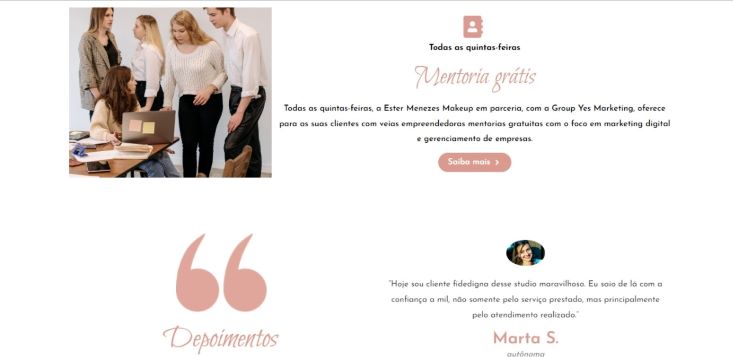 Todas as quintas-feiras
Mentoria grátis
Todas as quintas-feiras, a Ester Menezes Makeup em parceria, com a Group Yes Marketing, oferece
para as suas clientes com veias empreendedoras mentorias gratuitas com o foco em marketing digital
e gerenciamento de empresas.
Saiba mais
Depoimentos
“Hoje sou cliente fidedigna desse studio maravilhoso. Eu saio de lá com a
confiança a mil, não somente pelo serviço prestado, mas principalmente
pelo atendimento realizado.”
Marta S.
autônoma